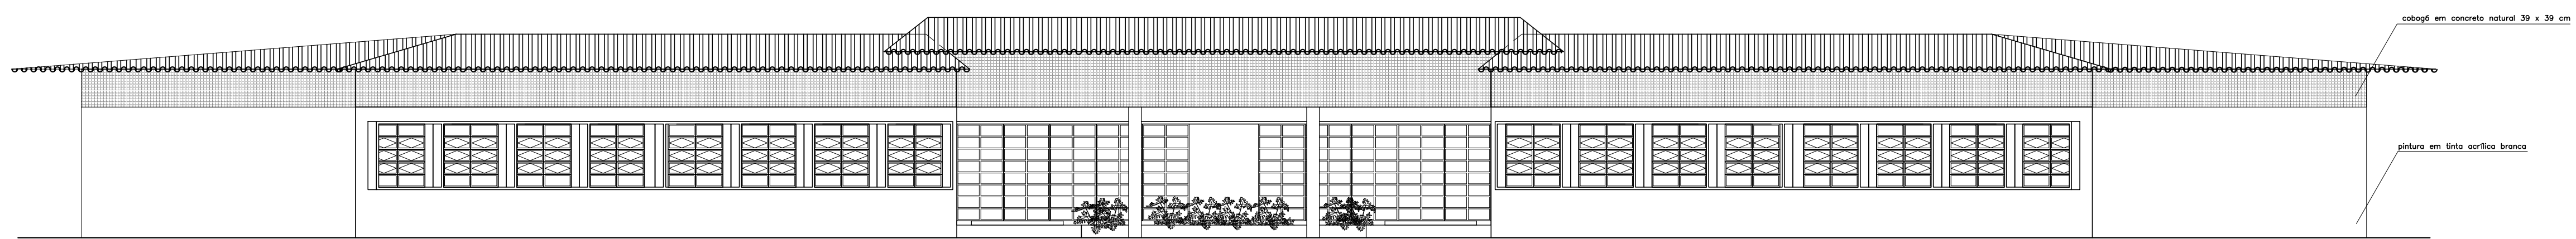 cobogó em concreto natural 39 x 39 cm
pintura em tinta acrílica branca